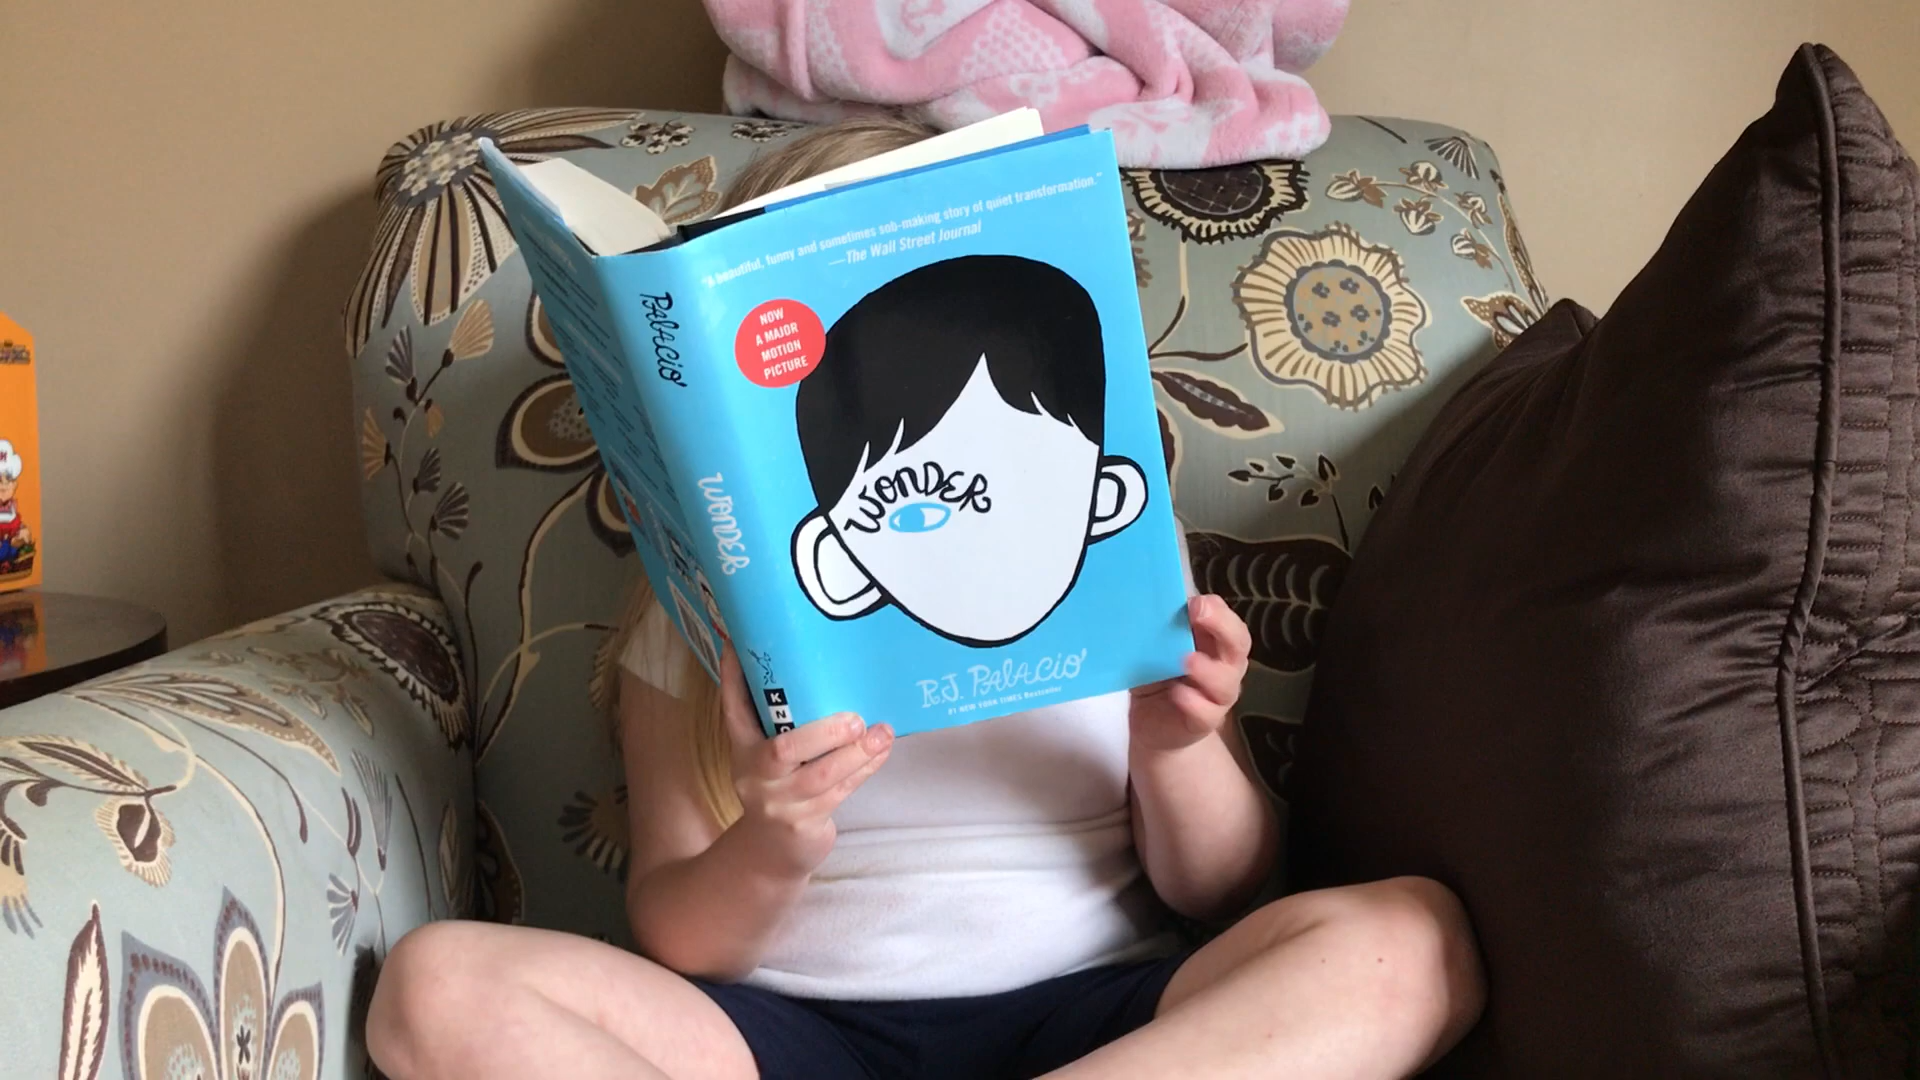 "A beautiful, funny and sometimes sob-making story of quiet transformation."
—The Wall Street Journal
NOW
A MAJOR
MOTION
PICTURE
WONDER
R.J. PALACIO
#1 NEW YORK TIMES Bestseller
PALACIO
WONDER
K
N